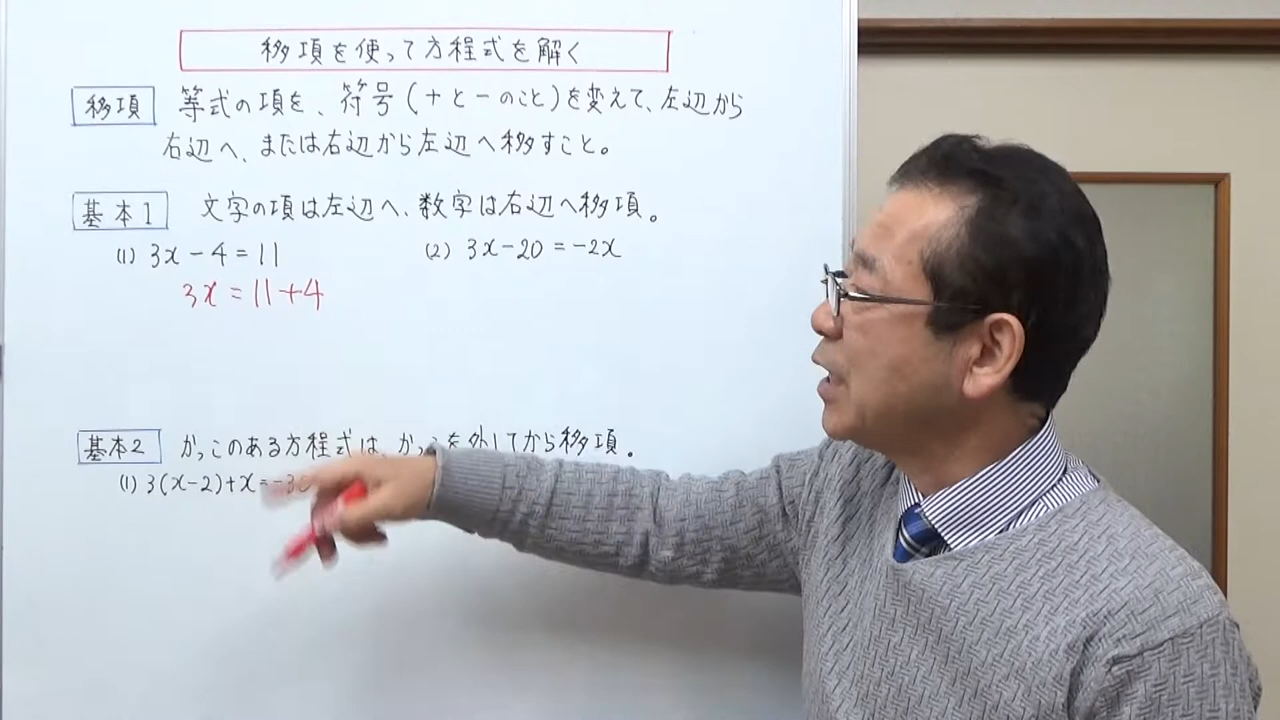 移項を使って方程式を解く
移項 等式の項を、符号(+と−のこと)を変えて、左辺から
右辺へ、または右辺から左辺へ移すこと。
基本1 文字の項は左辺へ、数字は右辺へ移項。
(1) 3x−4=11 (2) 3x−20=−2x
3x=11+4
基本2 かっこのある方程式は、かっこを外してから移項。
(1) 3(x−2)+x=−3